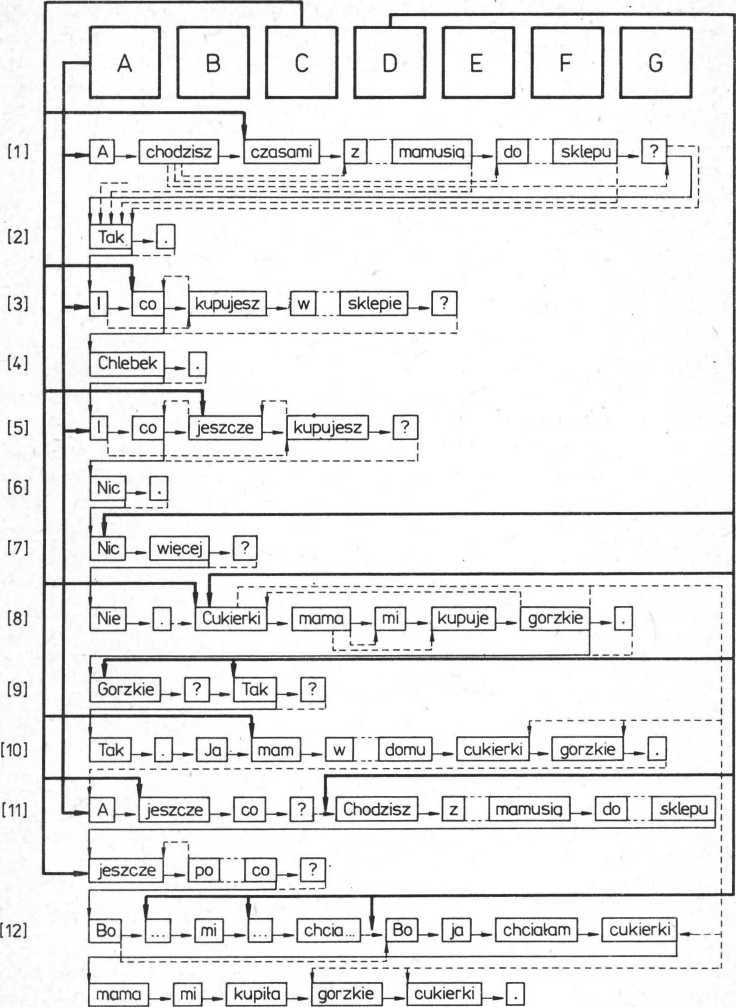 A B C D E F G
[1] A chodzisz czasami z mamusią do sklepu ?
[2] Tak .
[3] I co kupujesz w sklepie ?
[4] Chlebek .
[5] I co jeszcze kupujesz ?
[6] Nic .
[7] Nic więcej ?
[8] Nie . Cukierki mama mi kupuje gorzkie .
[9] Gorzkie ? Tak ?
[10] Tak . Ja mam w domu cukierki gorzkie .
[11] A jeszcze co ? Chodzisz z mamusią do sklepu
jeszcze po co ?
[12] Bo ... mi ... chcia... Bo ja chciałam cukierki
mama mi kupiła gorzkie cukierki .